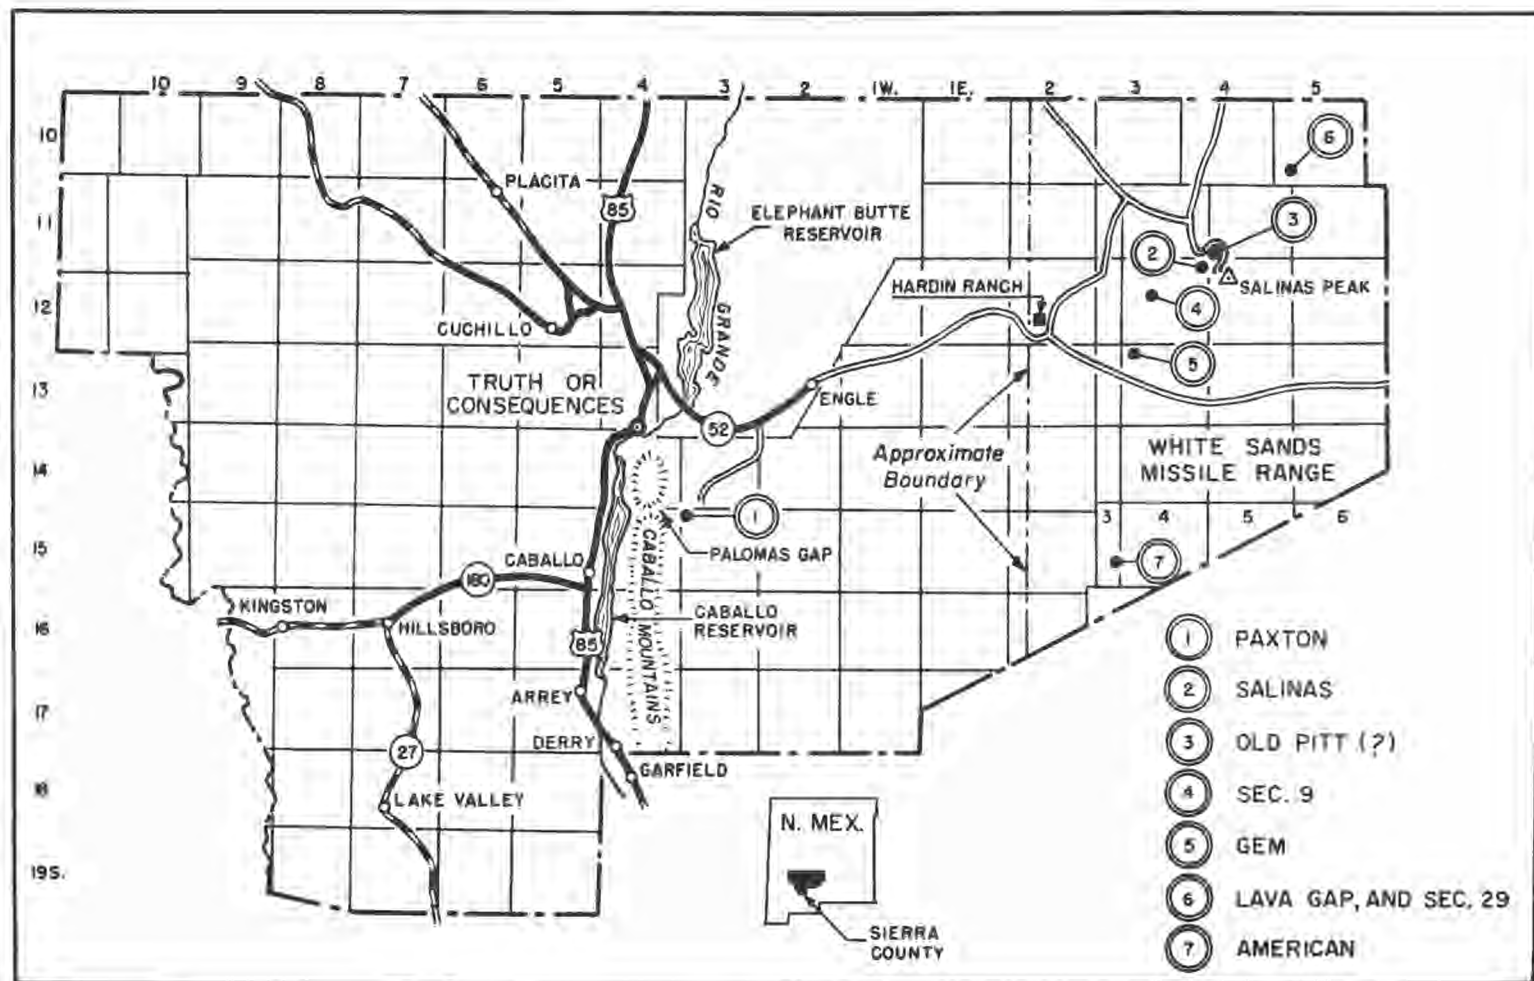 10 9 8 7 6 5 4 3 2 1W. 1E. 2 3 4 5
10
11
12
13
14
15
16
17
18
19S.
6
PLACITA
85
RIO GRANDE
ELEPHANT BUTTE
RESERVOIR
3
2
SALINAS PEAK
HARDIN RANCH
4
CUCHILLO
5
TRUTH OR
CONSEQUENCES
ENGLE
52
Approximate
Boundary
WHITE SANDS
MISSILE RANGE
1
3 4 5 6
PALOMAS GAP
7
CABALLO
180
CABALLO MOUNTAINS
KINGSTON
HILLSBORO
CABALLO
RESERVOIR
85
ARREY
DERRY
27
GARFIELD
LAKE VALLEY
N. MEX.
SIERRA
COUNTY
1 PAXTON
2 SALINAS
3 OLD PITT (?)
4 SEC. 9
5 GEM
6 LAVA GAP, AND SEC. 29
7 AMERICAN